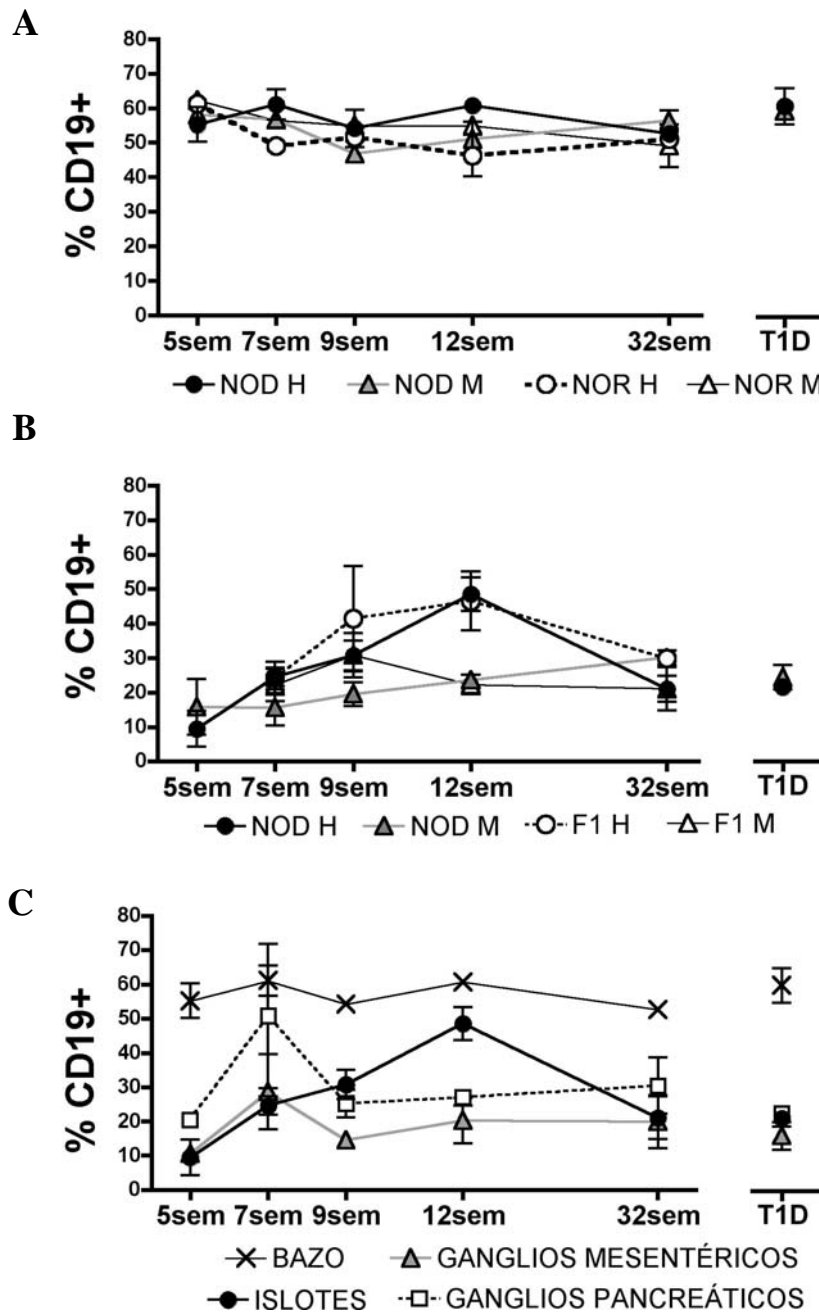 A
% CD19+
80
70
60
50
40
30
20
10
0
5sem 7sem 9sem 12sem 32sem T1D
NOD H NOD M NOR H NOR M
B
% CD19+
80
70
60
50
40
30
20
10
0
5sem 7sem 9sem 12sem 32sem T1D
NOD H NOD M F1 H F1 M
C
% CD19+
80
70
60
50
40
30
20
10
0
5sem 7sem 9sem 12sem 32sem T1D
BAZO GANGLIOS MESENTÉRICOS
ISLOTES GANGLIOS PANCREÁTICOS